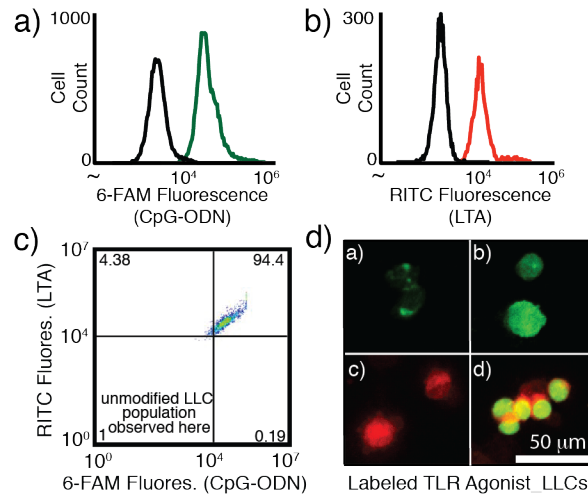 a)
1000
Cell
Count
0
~
10⁴
10⁶
6-FAM Fluorescence
(CpG-ODN)
b)
300
Cell
Count
0
~
10⁴
10⁶
RITC Fluorescence
(LTA)
c)
10⁷
10⁴
10⁰
RITC Fluores. (LTA)
4.38
94.4
unmodified LLC
population
observed here
1
0.19
10⁰
10⁴
10⁷
6-FAM Fluores. (CpG-ODN)
d)
a)
b)
c)
d)
50 μm
Labeled TLR Agonist_LLCs